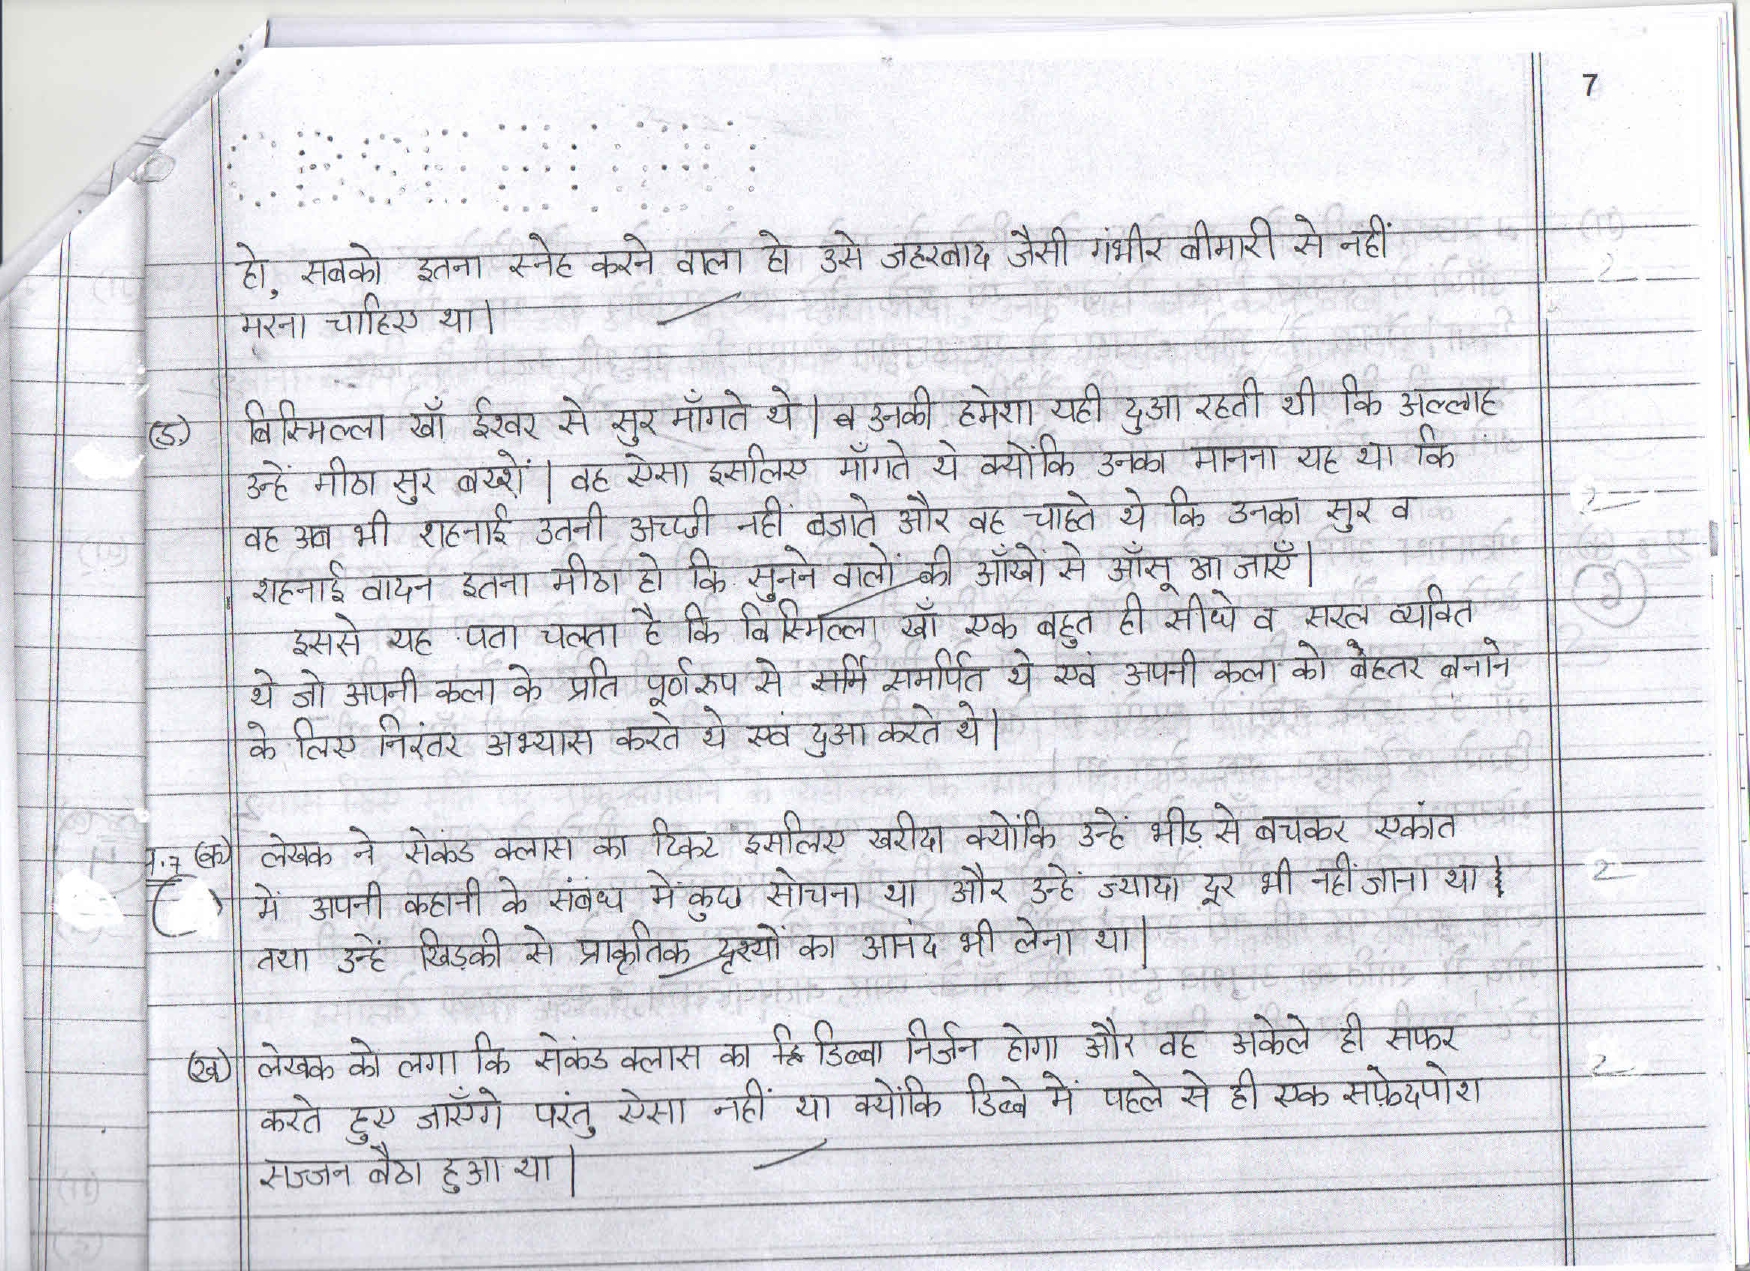 7
हो, सबको इतना स्नेह करने वाला हो उसे जहरबाद जैसी गंभीर बीमारी से नहीं
मरना चाहिए था।
(ङ) बिस्मिल्ला खाँ ईश्वर से सुर माँगते थे। व उनकी हमेशा यही दुआ रहती थी कि अल्लाह
उन्हें मीठा सुर बख्शें। वह ऐसा इसलिए माँगते थे क्योंकि उनका मानना यह था कि
2
वह अब भी शहनाई उतनी अच्छी नहीं बजाते और वह चाहते थे कि उनका सुर व
शहनाई वादन इतना मीठा हो कि सुनने वालों की आँखों से आँसू आ जाएँ।
इससे यह पता चलता है कि बिस्मिल्ला खाँ एक बहुत ही सीधे व सरल व्यक्ति
थे जो अपनी कला के प्रति पूर्ण रुप से समर्पित थे एवं अपनी कला को बेहतर बनाने
के लिए निरंतर अभ्यास करते थे एवं दुआ करते थे।
प्र.7 (क) लेखक ने सेकंड क्लास का टिकट इसलिए खरीदा क्योंकि उन्हें भीड़ से बचकर एकांत
में अपनी कहानी के संबंध में कुछ सोचना था और उन्हें ज्यादा दूर भी नहीं जाना था।
2
तथा उन्हें खिड़की से प्राकृतिक दृश्यों का आनंद भी लेना था।
(ख) लेखक को लगा कि सेकंड क्लास का डिब्बा निर्जन होगा और वह अकेले ही सफर
2
करते हुए जाएँगे परंतु ऐसा नहीं था क्योंकि डिब्बे में पहले से ही एक सफ़ेदपोश
सज्जन बैठा हुआ था।